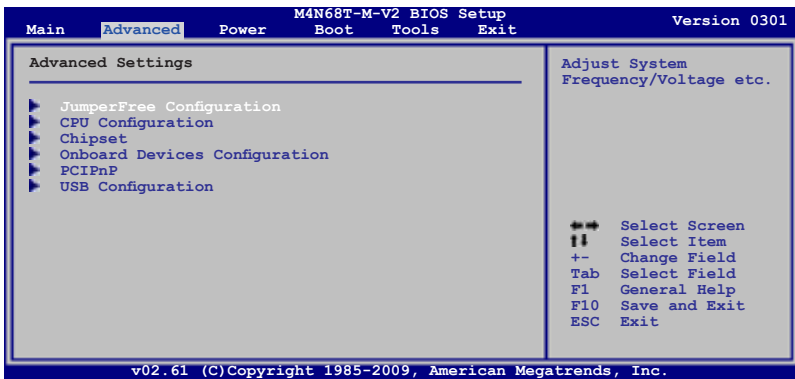 M4N68T-M-V2 BIOS Setup
Version 0301
Main Advanced Power Boot Tools Exit
Advanced Settings
JumperFree Configuration
CPU Configuration
Chipset
Onboard Devices Configuration
PCIPnP
USB Configuration
Adjust System
Frequency/Voltage etc.
Select Screen
Select Item
+- Change Field
Tab Select Field
F1 General Help
F10 Save and Exit
ESC Exit
v02.61 (C)Copyright 1985-2009, American Megatrends, Inc.